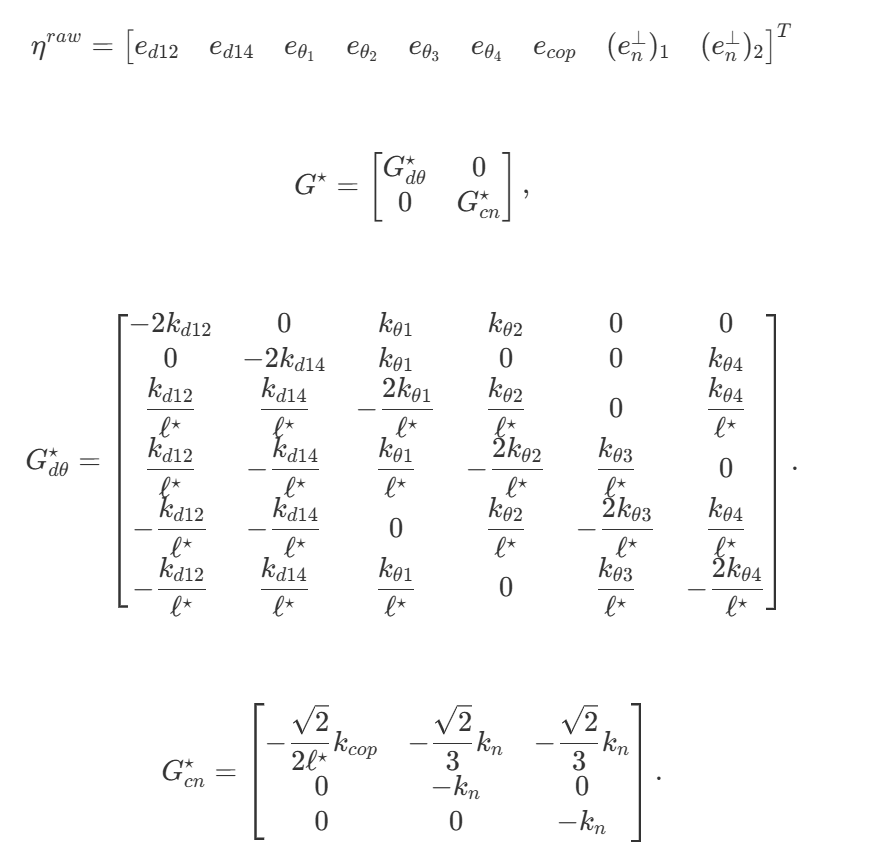 η^{raw} = [e_{d12} e_{d14} e_{θ_1} e_{θ_2} e_{θ_3} e_{θ_4} e_{cop} (e_n^⊥)_1 (e_n^⊥)_2]^T
G^⋆ = [G^⋆_{dθ} 0
0 G^⋆_{cn}] ,
G^⋆_{dθ} = [−2k_{d12} 0 k_{θ1} k_{θ2} 0 0
0 −2k_{d14} k_{θ1} 0 0 k_{θ4}
k_{d12}/ℓ^⋆ k_{d14}/ℓ^⋆ −2k_{θ1}/ℓ^⋆ k_{θ2}/ℓ^⋆ 0 k_{θ4}/ℓ^⋆
k_{d12}/ℓ^⋆ −k_{d14}/ℓ^⋆ k_{θ1}/ℓ^⋆ −2k_{θ2}/ℓ^⋆ k_{θ3}/ℓ^⋆ 0
−k_{d12}/ℓ^⋆ −k_{d14}/ℓ^⋆ 0 k_{θ2}/ℓ^⋆ −2k_{θ3}/ℓ^⋆ k_{θ4}/ℓ^⋆
−k_{d12}/ℓ^⋆ k_{d14}/ℓ^⋆ k_{θ1}/ℓ^⋆ 0 k_{θ3}/ℓ^⋆ −2k_{θ4}/ℓ^⋆] .
G^⋆_{cn} = [−√2/2ℓ^⋆ k_{cop} −√2/3 k_n −√2/3 k_n
0 −k_n 0
0 0 −k_n] .